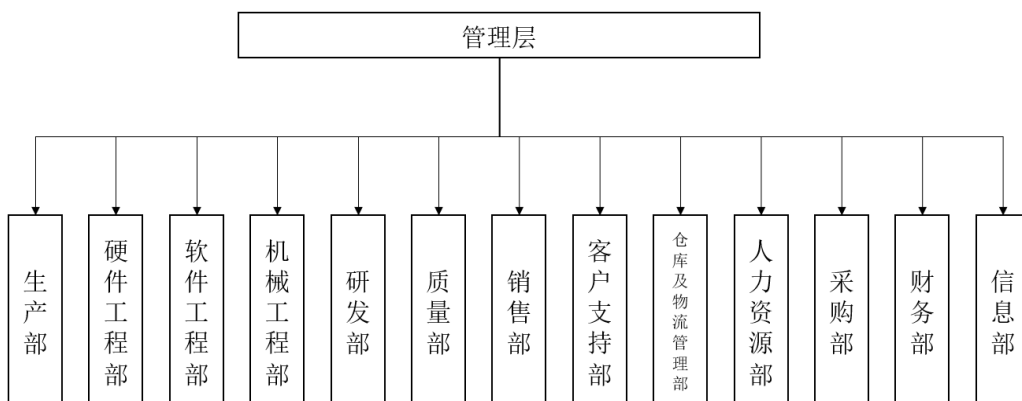 管理层
生产部
硬件工程部
软件工程部
机械工程部
研发部
质量部
销售部
客户支持部
仓库及物流管理部
人力资源部
采购部
财务部
信息部